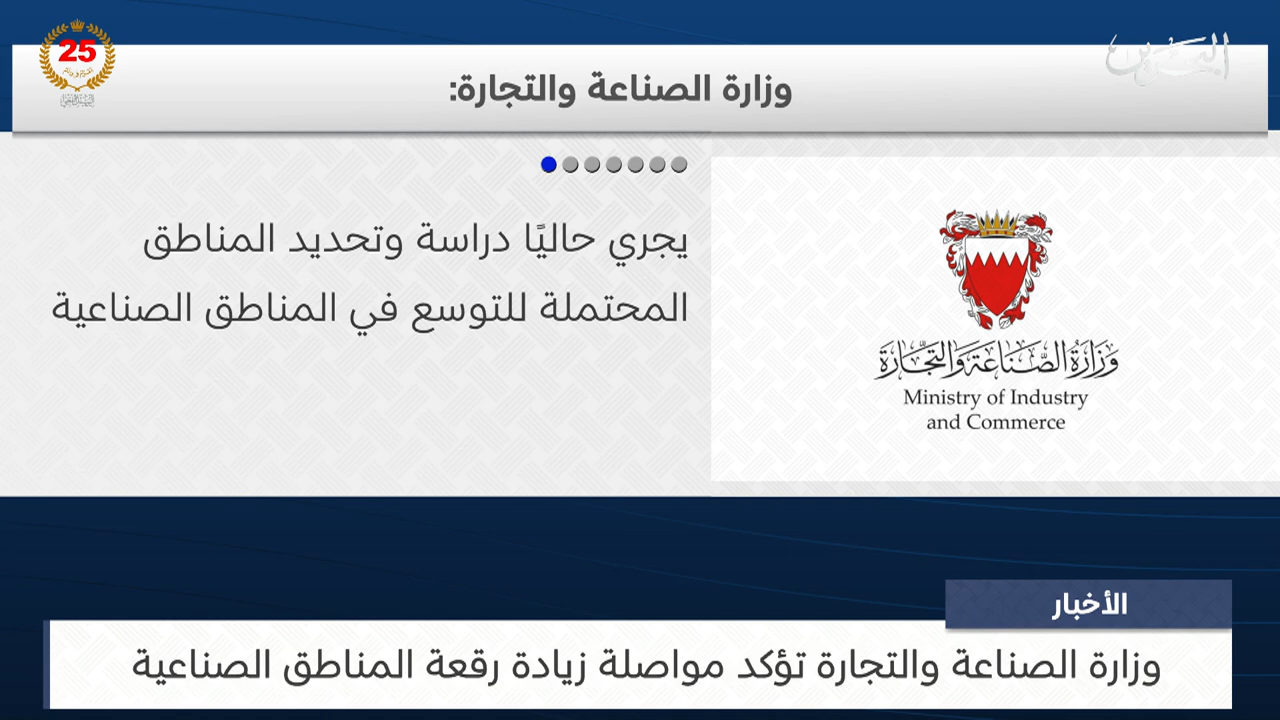 25
البحرين
وزارة الصناعة والتجارة:
يجري حاليًا دراسة وتحديد المناطق
المحتملة للتوسع في المناطق الصناعية
وزارة الصناعة والتجارة
Ministry of Industry
and Commerce
الأخبار
وزارة الصناعة والتجارة تؤكد مواصلة زيادة رقعة المناطق الصناعية